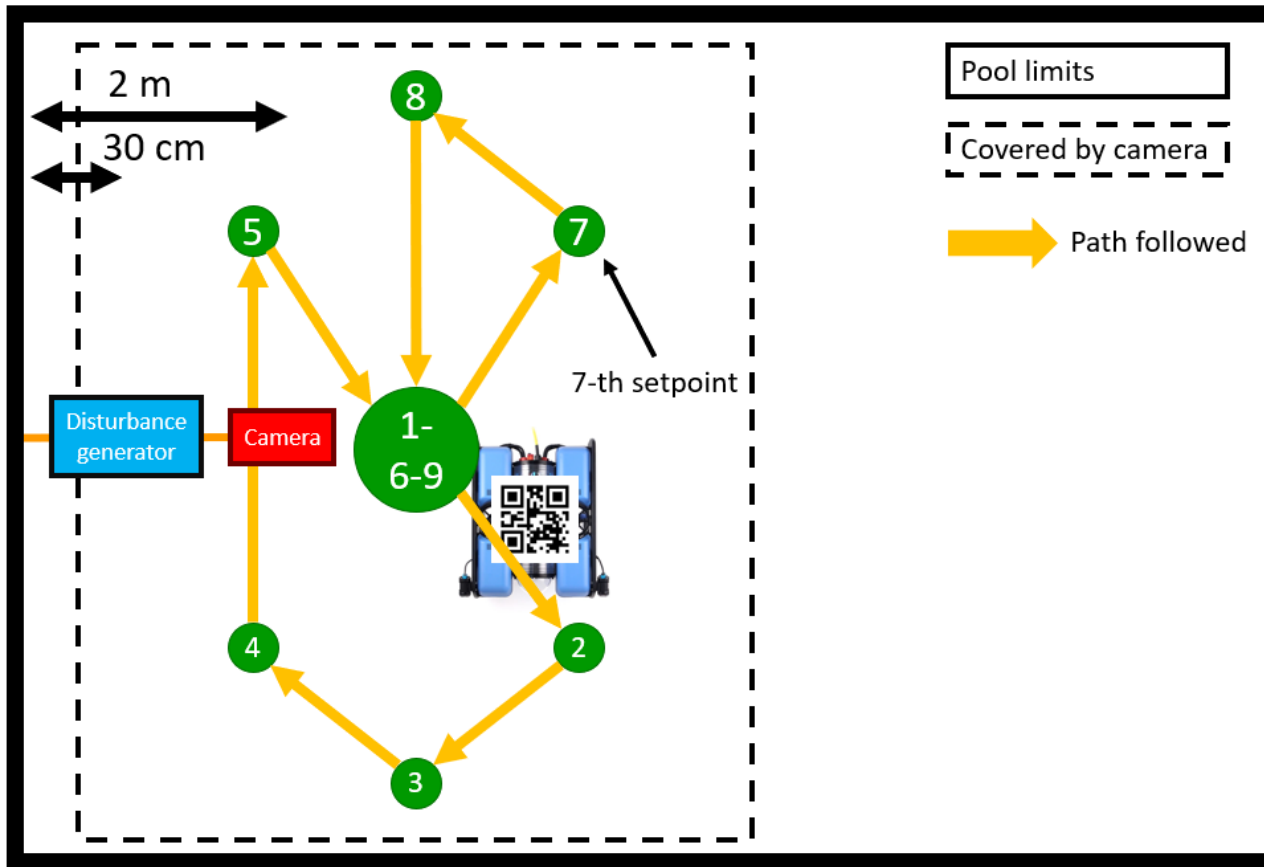 2 m
30 cm
8
5
7
7-th setpoint
Disturbance
generator
Camera
1-
6-9
4
2
3
Pool limits
Covered by camera
Path followed